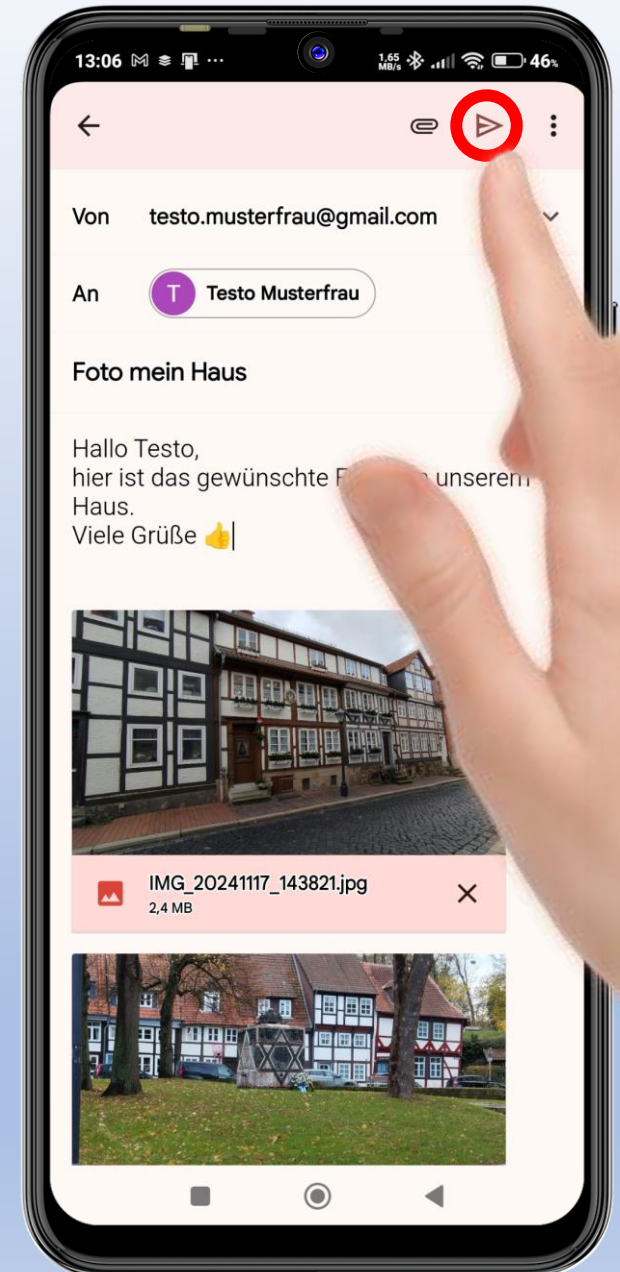 13:06 1,65 MB/s 46%
Von testo.musterfrau@gmail.com
An T Testo Musterfrau
Foto mein Haus
Hallo Testo,
hier ist das gewünschte F unserem
Haus.
Viele Grüße 👍
IMG_20241117_143821.jpg
2,4 MB